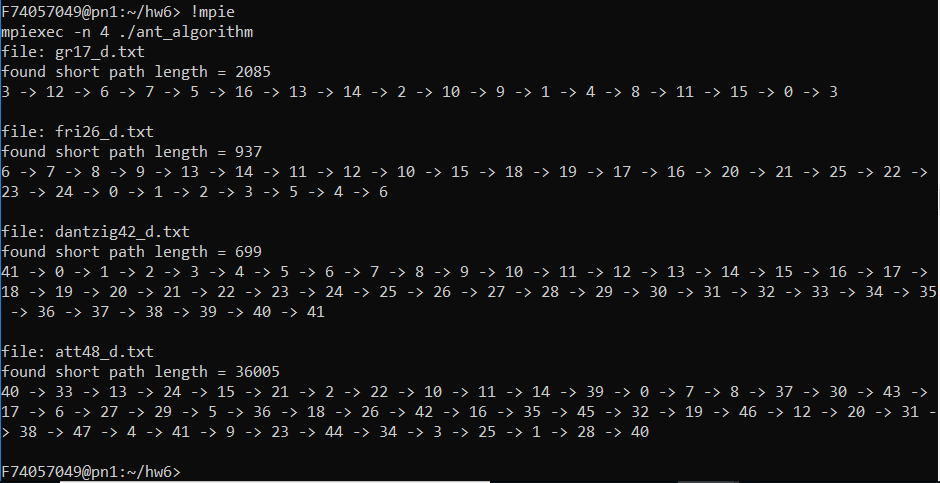 F74057049@pn1:~/hw6> !mpie
mpiexec -n 4 ./ant_algorithm
file: gr17_d.txt
found short path length = 2085
3 -> 12 -> 6 -> 7 -> 5 -> 16 -> 13 -> 14 -> 2 -> 10 -> 9 -> 1 -> 4 -> 8 -> 11 -> 15 -> 0 -> 3
file: fri26_d.txt
found short path length = 937
6 -> 7 -> 8 -> 9 -> 13 -> 14 -> 11 -> 12 -> 10 -> 15 -> 18 -> 19 -> 17 -> 16 -> 20 -> 21 -> 25 -> 22 ->
23 -> 24 -> 0 -> 1 -> 2 -> 3 -> 5 -> 4 -> 6
file: dantzig42_d.txt
found short path length = 699
41 -> 0 -> 1 -> 2 -> 3 -> 4 -> 5 -> 6 -> 7 -> 8 -> 9 -> 10 -> 11 -> 12 -> 13 -> 14 -> 15 -> 16 -> 17 ->
18 -> 19 -> 20 -> 21 -> 22 -> 23 -> 24 -> 25 -> 26 -> 27 -> 28 -> 29 -> 30 -> 31 -> 32 -> 33 -> 34 -> 35
-> 36 -> 37 -> 38 -> 39 -> 40 -> 41
file: att48_d.txt
found short path length = 36005
40 -> 33 -> 13 -> 24 -> 15 -> 21 -> 2 -> 22 -> 10 -> 11 -> 14 -> 39 -> 0 -> 7 -> 8 -> 37 -> 30 -> 43 ->
17 -> 6 -> 27 -> 29 -> 5 -> 36 -> 18 -> 26 -> 42 -> 16 -> 35 -> 45 -> 32 -> 19 -> 46 -> 12 -> 20 -> 31 -
> 38 -> 47 -> 4 -> 41 -> 9 -> 23 -> 44 -> 34 -> 3 -> 25 -> 1 -> 28 -> 40
F74057049@pn1:~/hw6>